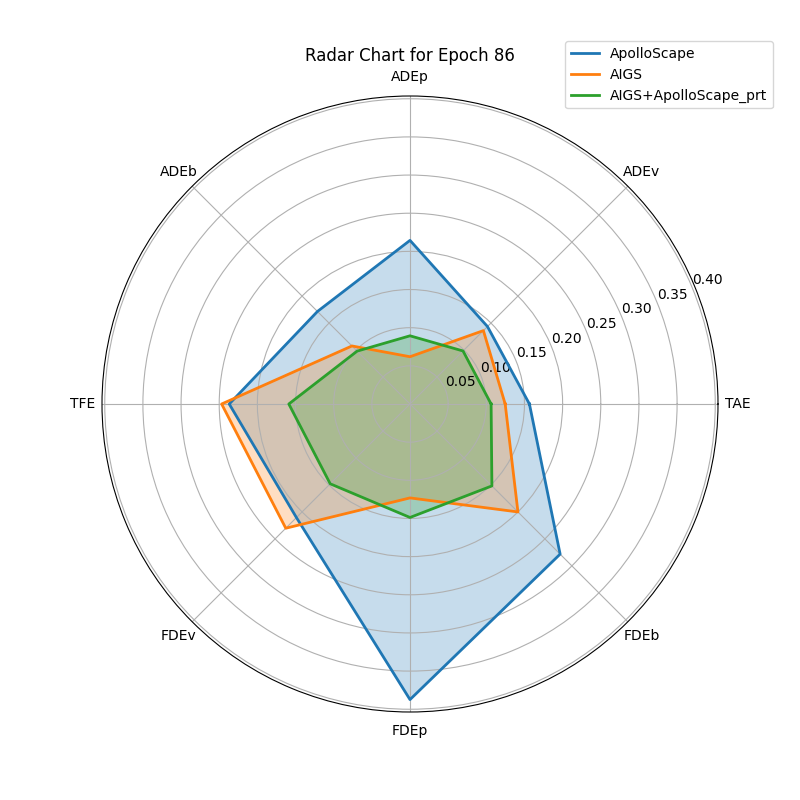 Radar Chart for Epoch 86
ApolloScape
AIGS
AIGS+ApolloScape_prt
ADEp
ADEb
ADEv
0.40
0.35
0.30
0.25
0.20
0.15
0.10
0.05
TFE
TAE
FDEv
FDEb
FDEp